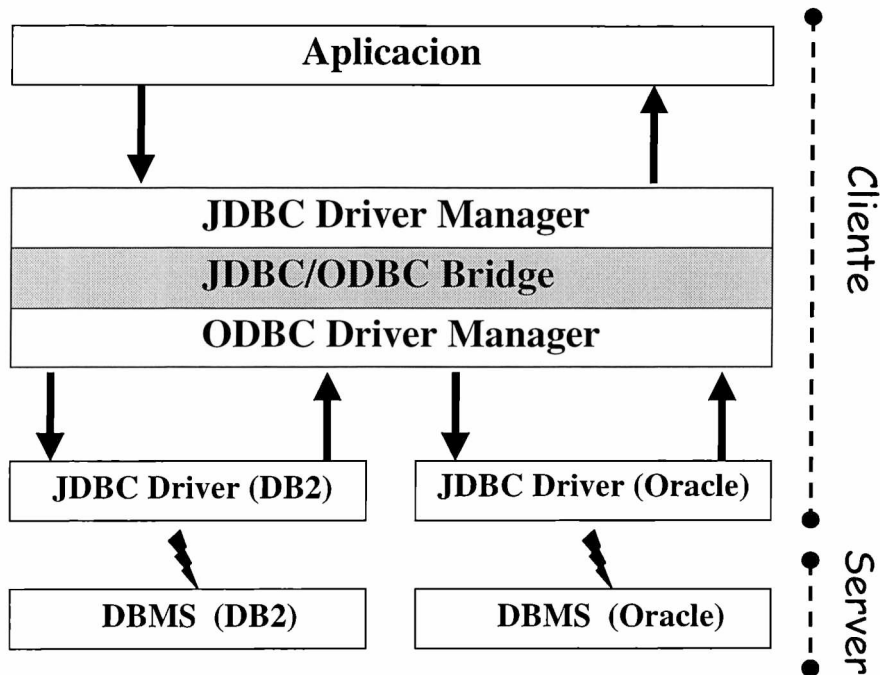 Aplicacion
JDBC Driver Manager
JDBC/ODBC Bridge
ODBC Driver Manager
JDBC Driver (DB2)
JDBC Driver (Oracle)
DBMS (DB2)
DBMS (Oracle)
Cliente
Server